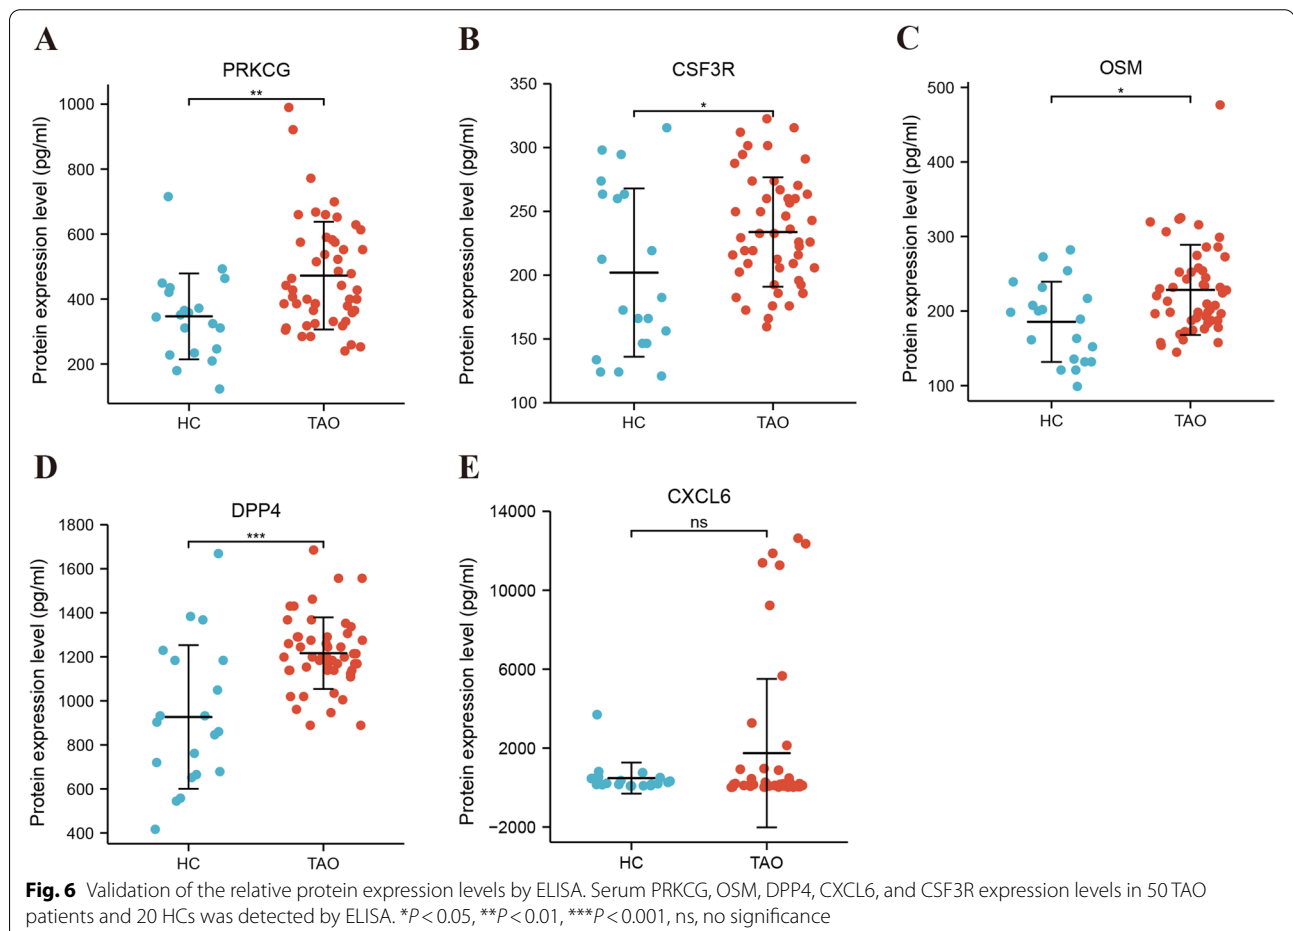 A
PRKCG
**
Protein expression level (pg/ml)
1000
800
600
400
200
HC TAO
B
CSF3R
*
Protein expression level (pg/ml)
350
300
250
200
150
100
HC TAO
C
OSM
*
Protein expression level (pg/ml)
500
400
300
200
100
HC TAO
D
DPP4
***
Protein expression level (pg/ml)
1800
1600
1400
1200
1000
800
600
400
HC TAO
E
CXCL6
ns
Protein expression level (pg/ml)
14000
10000
6000
2000
−2000
HC TAO
Fig. 6 Validation of the relative protein expression levels by ELISA. Serum PRKCG, OSM, DPP4, CXCL6, and CSF3R expression levels in 50 TAO
patients and 20 HCs was detected by ELISA. *P < 0.05, **P < 0.01, ***P < 0.001, ns, no significance